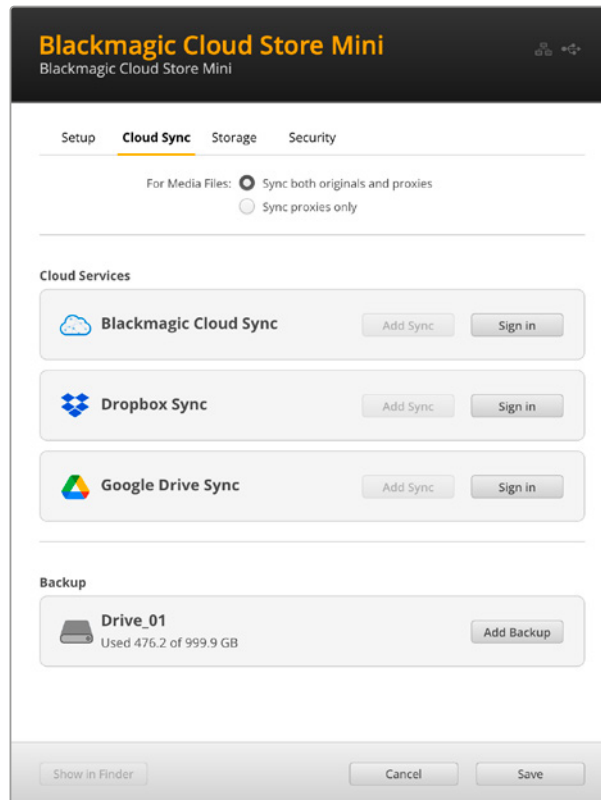 Blackmagic Cloud Store Mini
Blackmagic Cloud Store Mini
Setup Cloud Sync Storage Security
For Media Files: Sync both originals and proxies
Sync proxies only
Cloud Services
Blackmagic Cloud Sync Add Sync Sign in
Dropbox Sync Add Sync Sign in
Google Drive Sync Add Sync Sign in
Backup
Drive_01
Used 476.2 of 999.9 GB
Add Backup
Show in Finder Cancel Save